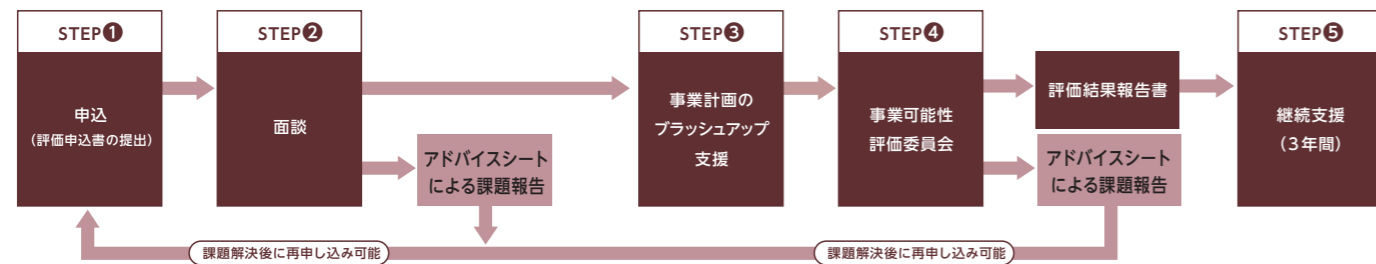 STEP❶
申込
(評価申込書の提出)
STEP❷
面談
アドバイスシート
による課題報告
STEP❸
事業計画の
ブラッシュアップ
支援
STEP❹
事業可能性
評価委員会
評価結果報告書
アドバイスシート
による課題報告
STEP❺
継続支援
(3年間)
課題解決後に再申し込み可能
課題解決後に再申し込み可能